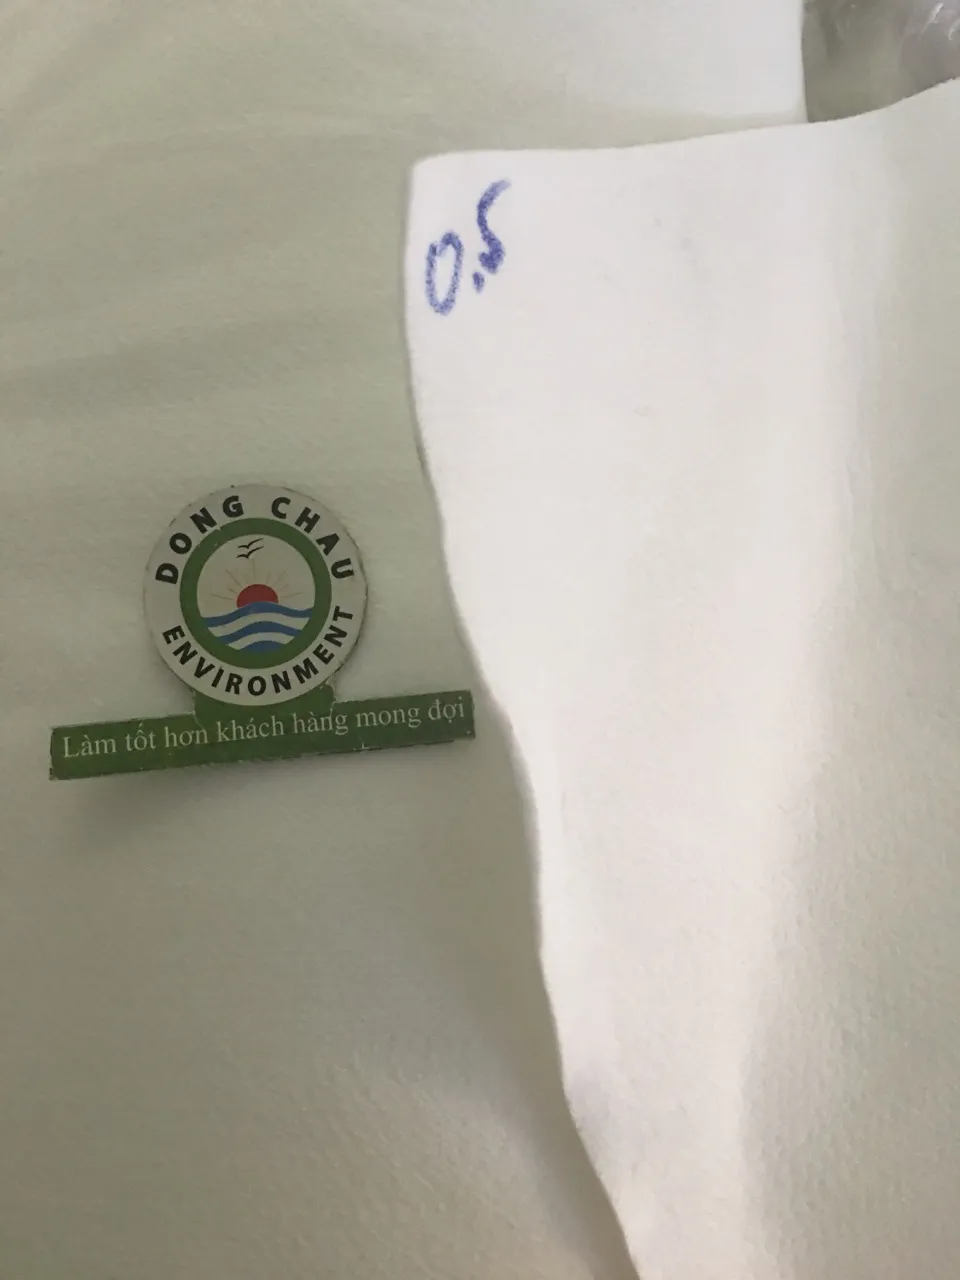 0.5
DONG CHAU
ENVIRONMENT
Làm tốt hơn khách hàng mong đợi